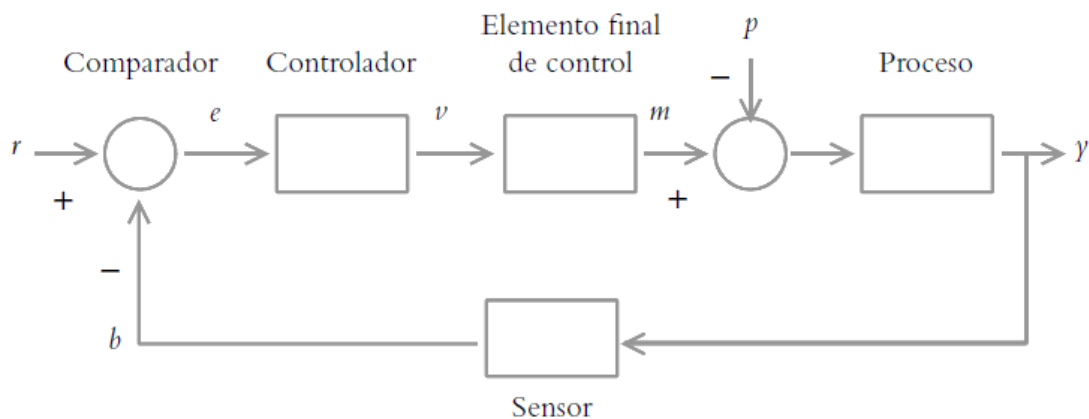 Elemento final
de control
p
Comparador
Controlador
Proceso
−
e
v
m
r
y
+
+
−
b
Sensor